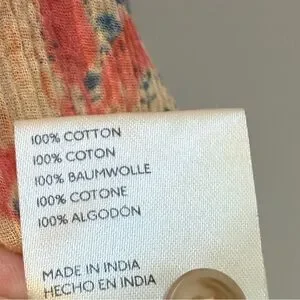 100% COTTON
100% COTON
100% BAUMWOLLE
100% COTONE
100% ALGODÓN
MADE IN INDIA
HECHO EN INDIA